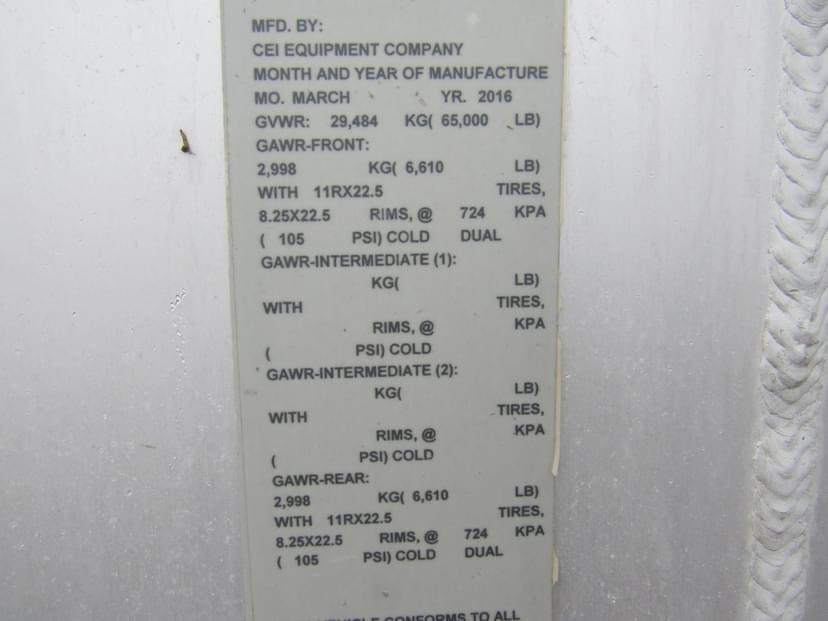 MFD. BY:
CEI EQUIPMENT COMPANY
MONTH AND YEAR OF MANUFACTURE
MO. MARCH YR. 2016
GVWR: 29,484 KG( 65,000 LB)
GAWR-FRONT:
2,998 KG( 6,610 LB)
WITH 11RX22.5 TIRES,
8.25X22.5 RIMS, @ 724 KPA
( 105 PSI) COLD DUAL
GAWR-INTERMEDIATE (1):
KG( LB)
WITH TIRES,
RIMS, @ KPA
( PSI) COLD
GAWR-INTERMEDIATE (2):
KG( LB)
WITH TIRES,
RIMS, @ KPA
( PSI) COLD
GAWR-REAR:
2,998 KG( 6,610 LB)
WITH 11RX22.5 TIRES,
8.25X22.5 RIMS, @ 724 KPA
( 105 PSI) COLD DUAL
VEHICLE CONFORMS TO ALL